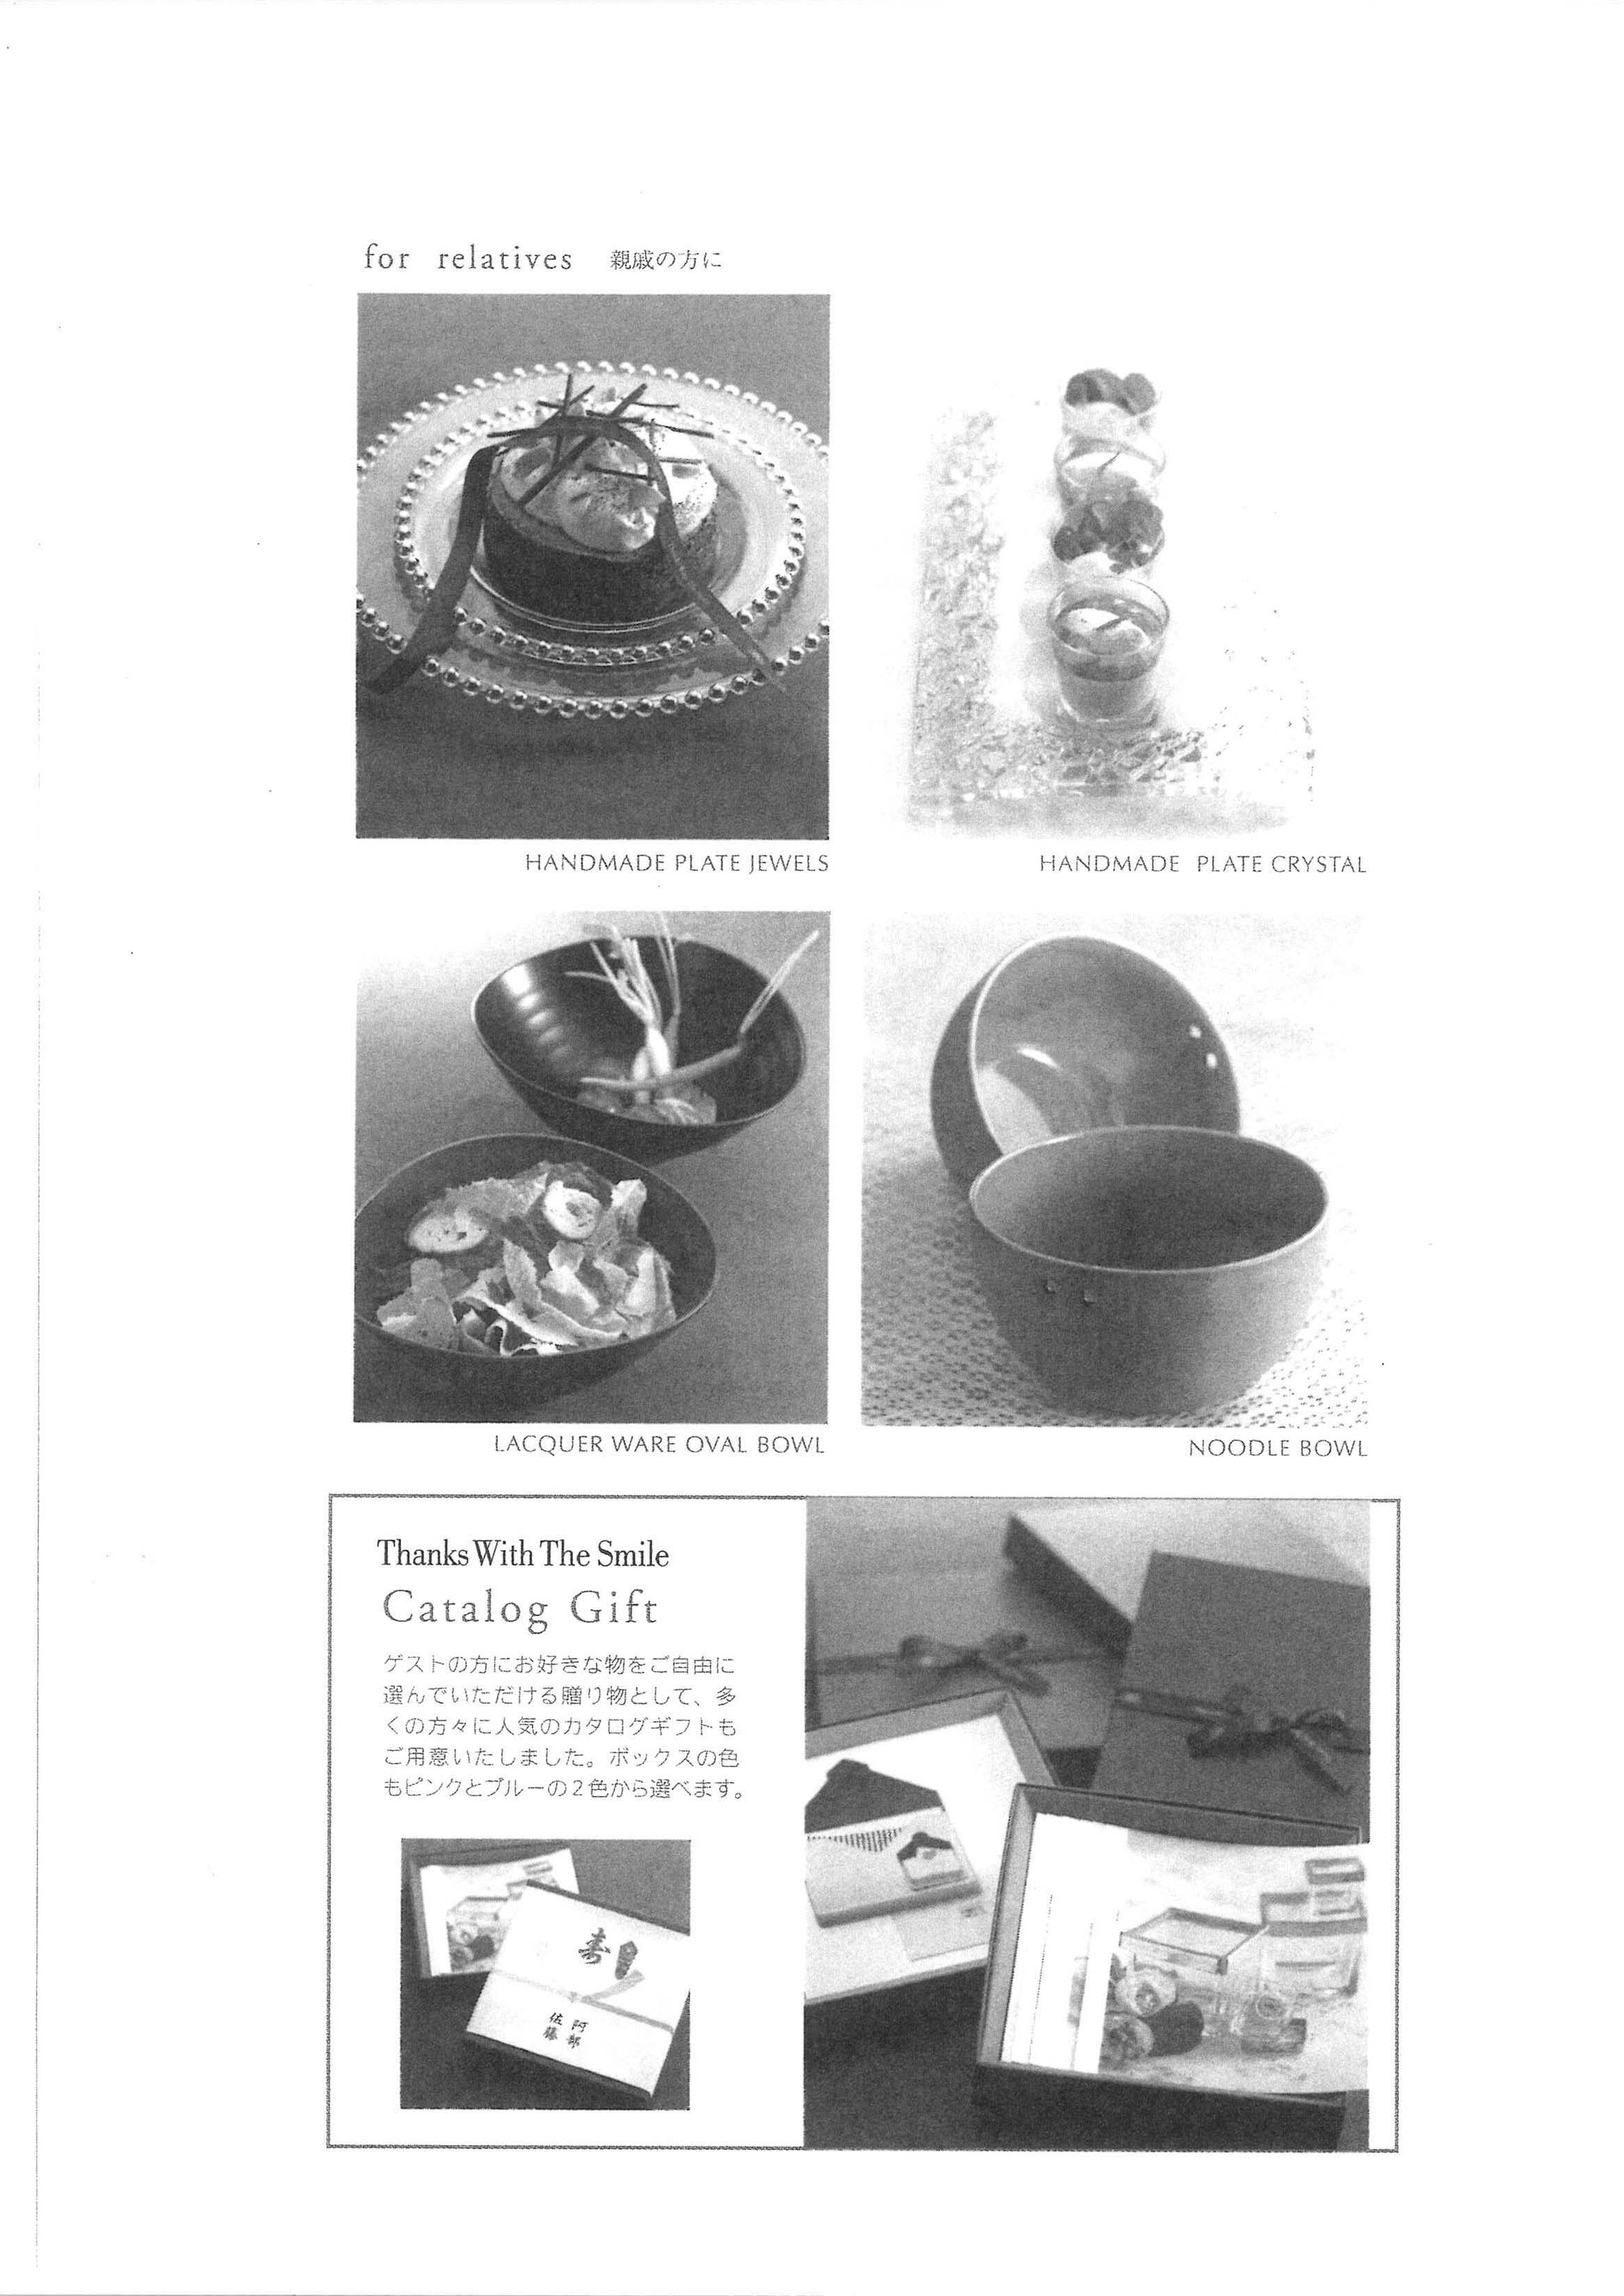 for relatives 親戚の方に
HANDMADE PLATE JEWELS
HANDMADE PLATE CRYSTAL
LACQUER WARE OVAL BOWL
NOODLE BOWL
Thanks With The Smile
Catalog Gift
ゲストの方にお好きな物をご自由に
選んでいただける贈り物として、多
くの方々に人気のカタログギフトも
ご用意いたしました。ボックスの色
もピンクとブルーの2色から選べます。
寿
阿部
佐藤